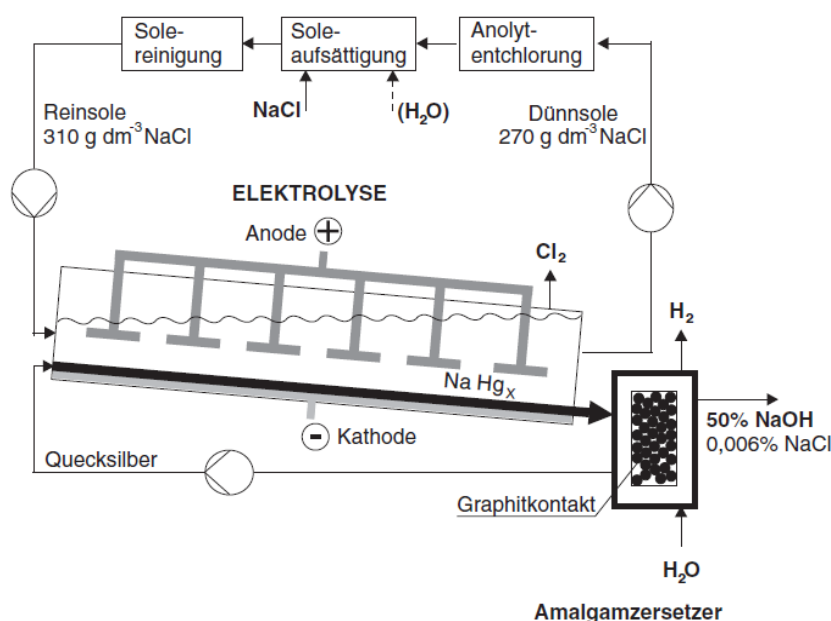 Sole-
reinigung
Sole-
aufsättigung
Anolyt-
entchlorung
NaCl
(H₂O)
Reinsole
310 g dm⁻³ NaCl
Dünnsole
270 g dm⁻³ NaCl
ELEKTROLYSE
Anode +
Cl₂
H₂
Na Hgₓ
50% NaOH
0,006% NaCl
- Kathode
Quecksilber
Graphitkontakt
H₂O
Amalgamzersetzer